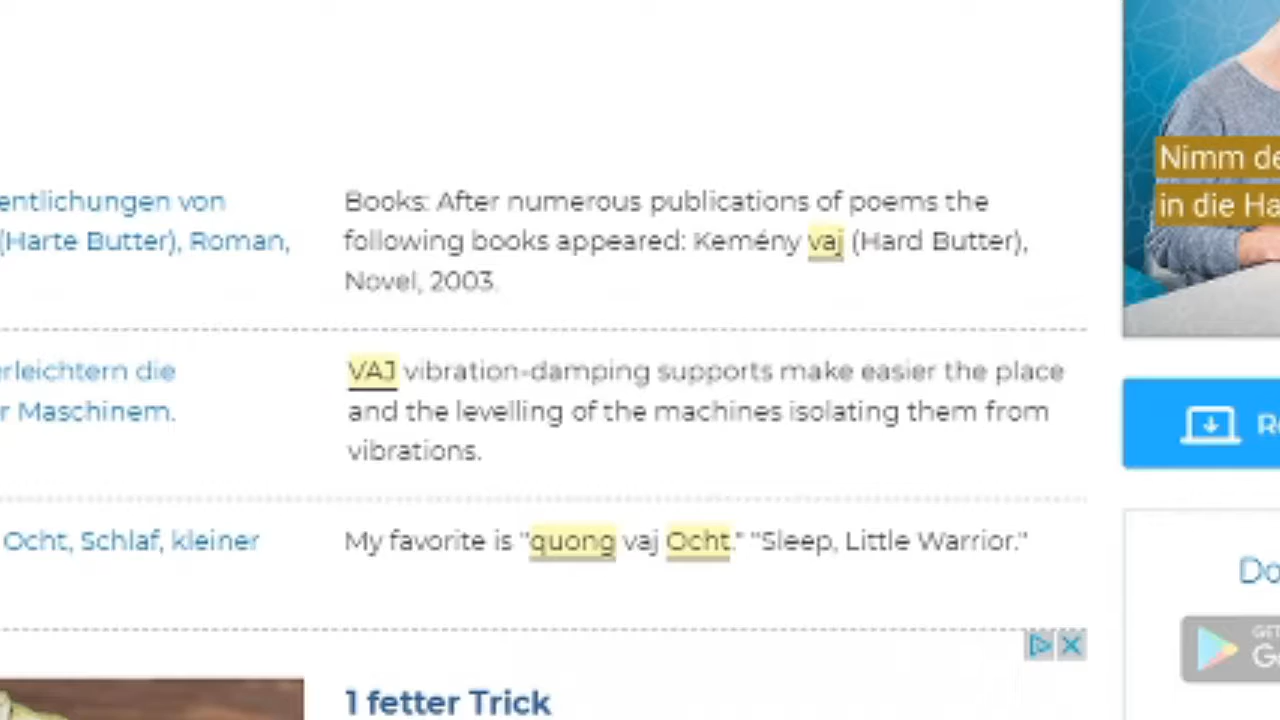 entlichungen von
(Harte Butter), Roman,
Books: After numerous publications of poems the
following books appeared: Kemény vaj (Hard Butter),
Novel, 2003.
erleichtern die
r Maschinem.
VAJ vibration-damping supports make easier the place
and the levelling of the machines isolating them from
vibrations.
Ocht, Schlaf, kleiner
My favorite is "quong vaj Ocht." "Sleep, Little Warrior."
1 fetter Trick
Nimm de
in die Ha
Re
Do
GET
Go